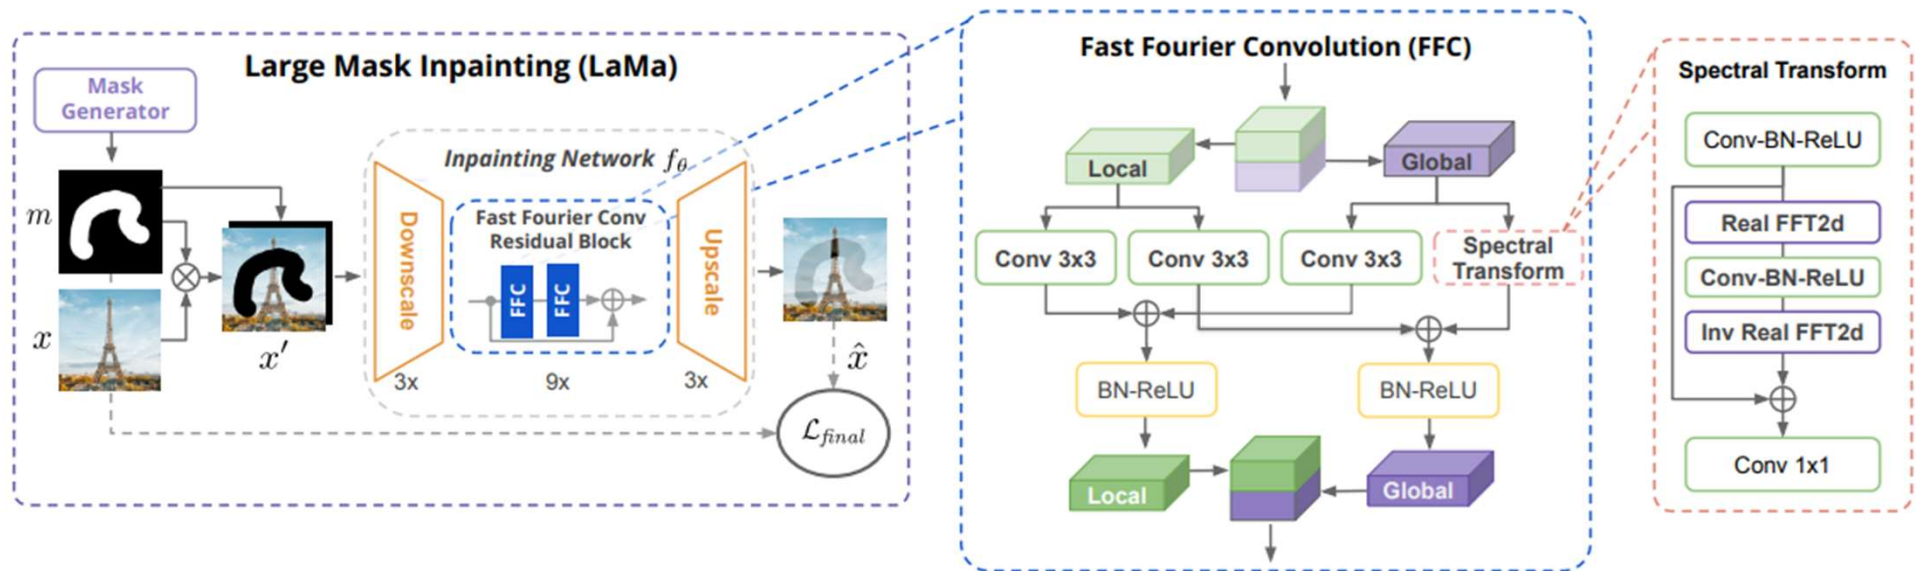 Large Mask Inpainting (LaMa)
Mask
Generator
m
x
x′
Inpainting Network f_θ
Downscale
Fast Fourier Conv
Residual Block
FFC
FFC
Upscale
3x
9x
3x
x̂
ℒ_final
Fast Fourier Convolution (FFC)
Local
Global
Conv 3x3
Conv 3x3
Conv 3x3
Spectral
Transform
BN-ReLU
BN-ReLU
Local
Global
Spectral Transform
Conv-BN-ReLU
Real FFT2d
Conv-BN-ReLU
Inv Real FFT2d
Conv 1x1